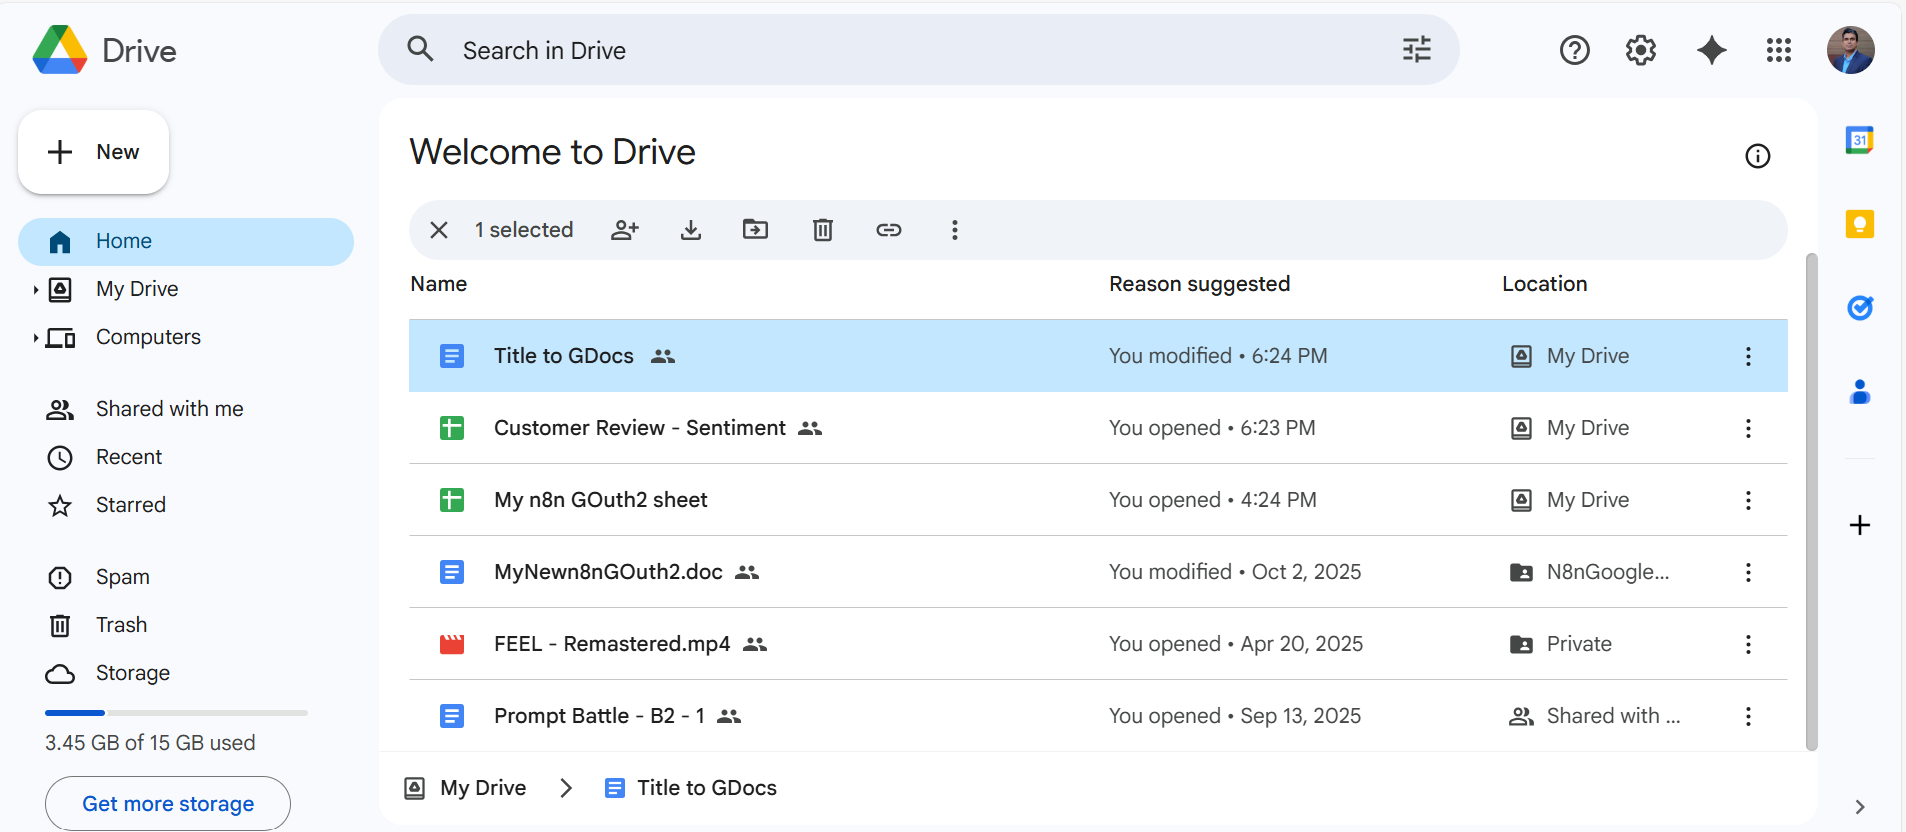 Drive
Search in Drive
New
Welcome to Drive
Home
1 selected
My Drive
Name Reason suggested Location
Computers
Title to GDocs You modified • 6:24 PM My Drive
Shared with me
Customer Review - Sentiment You opened • 6:23 PM My Drive
Recent
Starred
My n8n GOuth2 sheet You opened • 4:24 PM My Drive
Spam
MyNewn8nGOuth2.doc You modified • Oct 2, 2025 N8nGoogle...
Trash
FEEL - Remastered.mp4 You opened • Apr 20, 2025 Private
Storage
Prompt Battle - B2 - 1 You opened • Sep 13, 2025 Shared with ...
3.45 GB of 15 GB used
My Drive > Title to GDocs
Get more storage
31